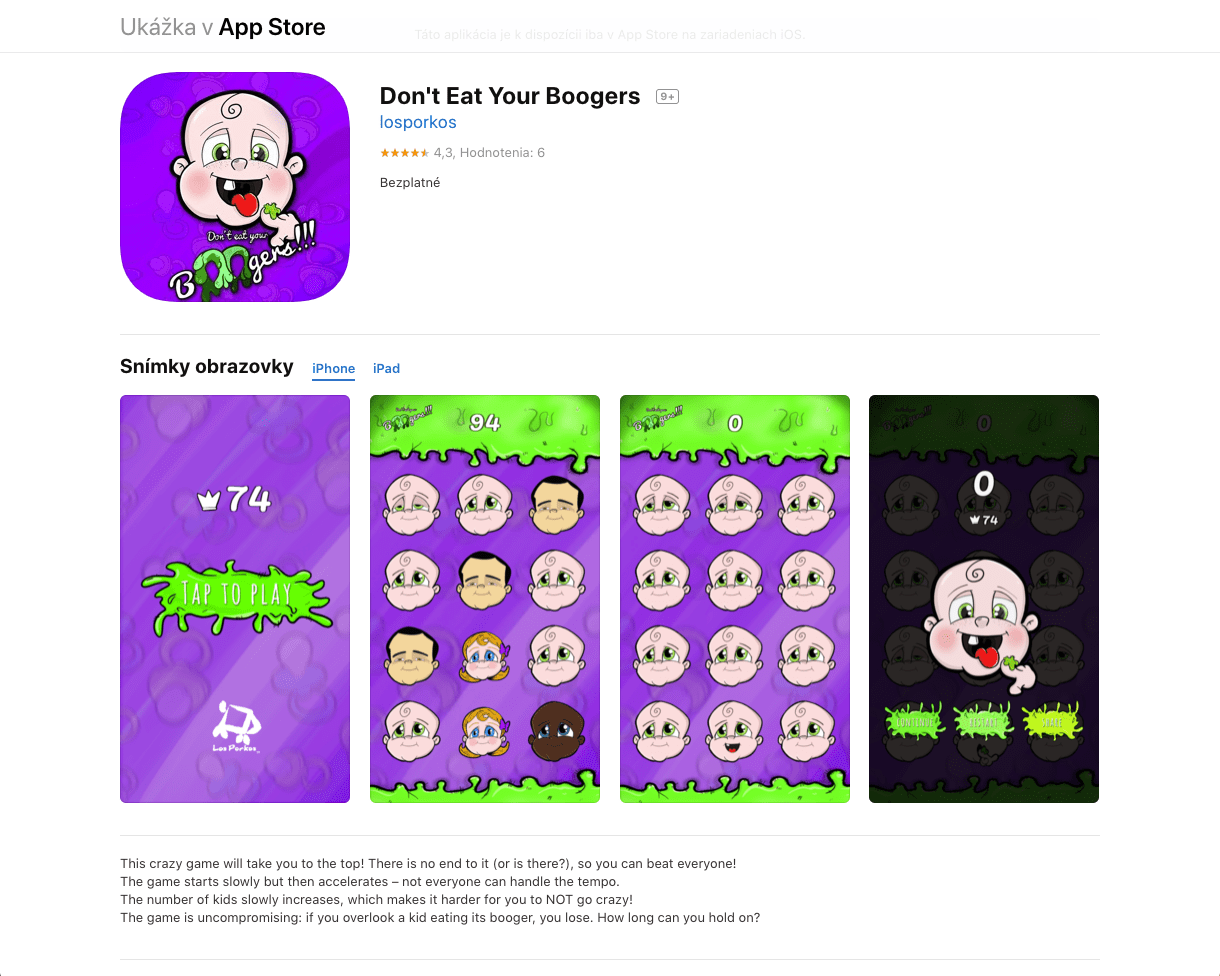 Ukážka v App Store
Táto aplikácia je k dispozícii iba v App Store na zariadeniach iOS.
Don't Eat Your Boogers 9+
losporkos
4,3, Hodnotenia: 6
Bezplatné
Don't eat your
Boogers!!!
Snímky obrazovky iPhone iPad
74
TAP TO PLAY
Los Porkos
94
0
0
0
74
CONTINUE RESTART SHARE
This crazy game will take you to the top! There is no end to it (or is there?), so you can beat everyone!
The game starts slowly but then accelerates – not everyone can handle the tempo.
The number of kids slowly increases, which makes it harder for you to NOT go crazy!
The game is uncompromising: if you overlook a kid eating its booger, you lose. How long can you hold on?